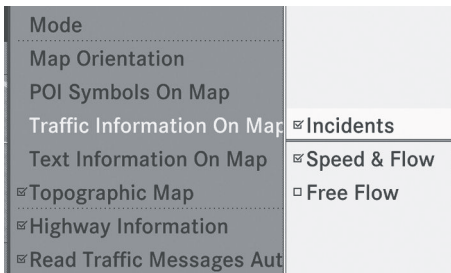 Mode
Map Orientation
POI Symbols On Map
Traffic Information On Map
Text Information On Map
Topographic Map
Highway Information
Read Traffic Messages Aut
Incidents
Speed & Flow
Free Flow